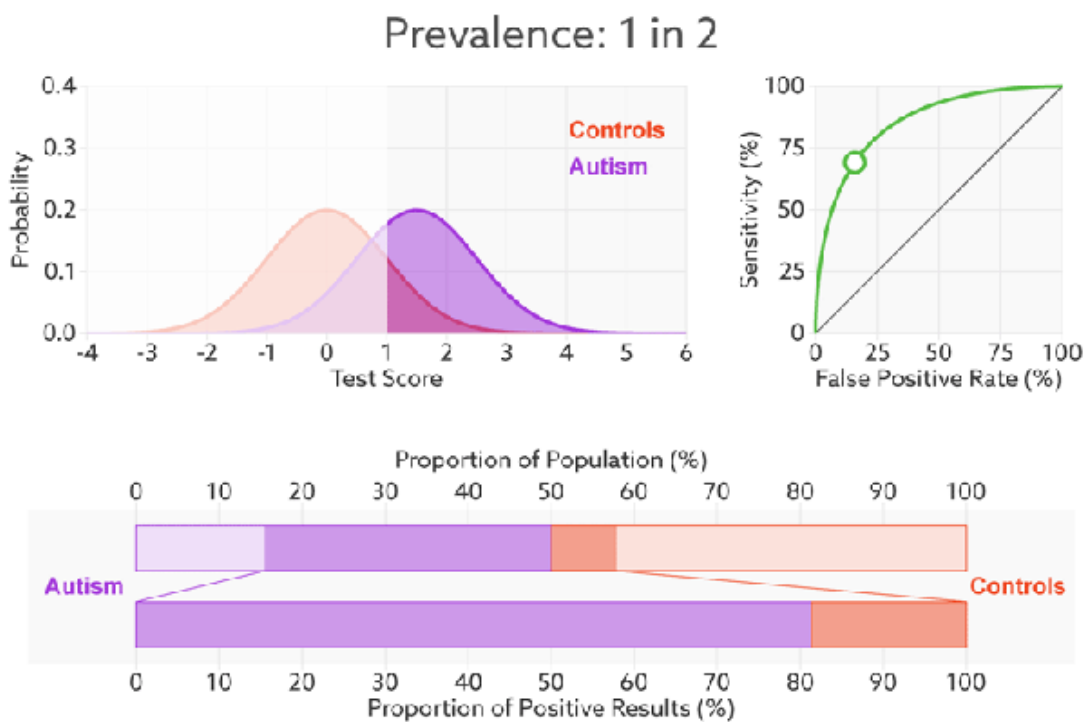 Prevalence: 1 in 2
0.4
0.3
0.2
0.1
0.0
Probability
Controls
Autism
-4 -3 -2 -1 0 1 2 3 4 5 6
Test Score
100
75
50
25
0
Sensitivity (%)
0 25 50 75 100
False Positive Rate (%)
Proportion of Population (%)
0 10 20 30 40 50 60 70 80 90 100
Autism
Controls
0 10 20 30 40 50 60 70 80 90 100
Proportion of Positive Results (%)